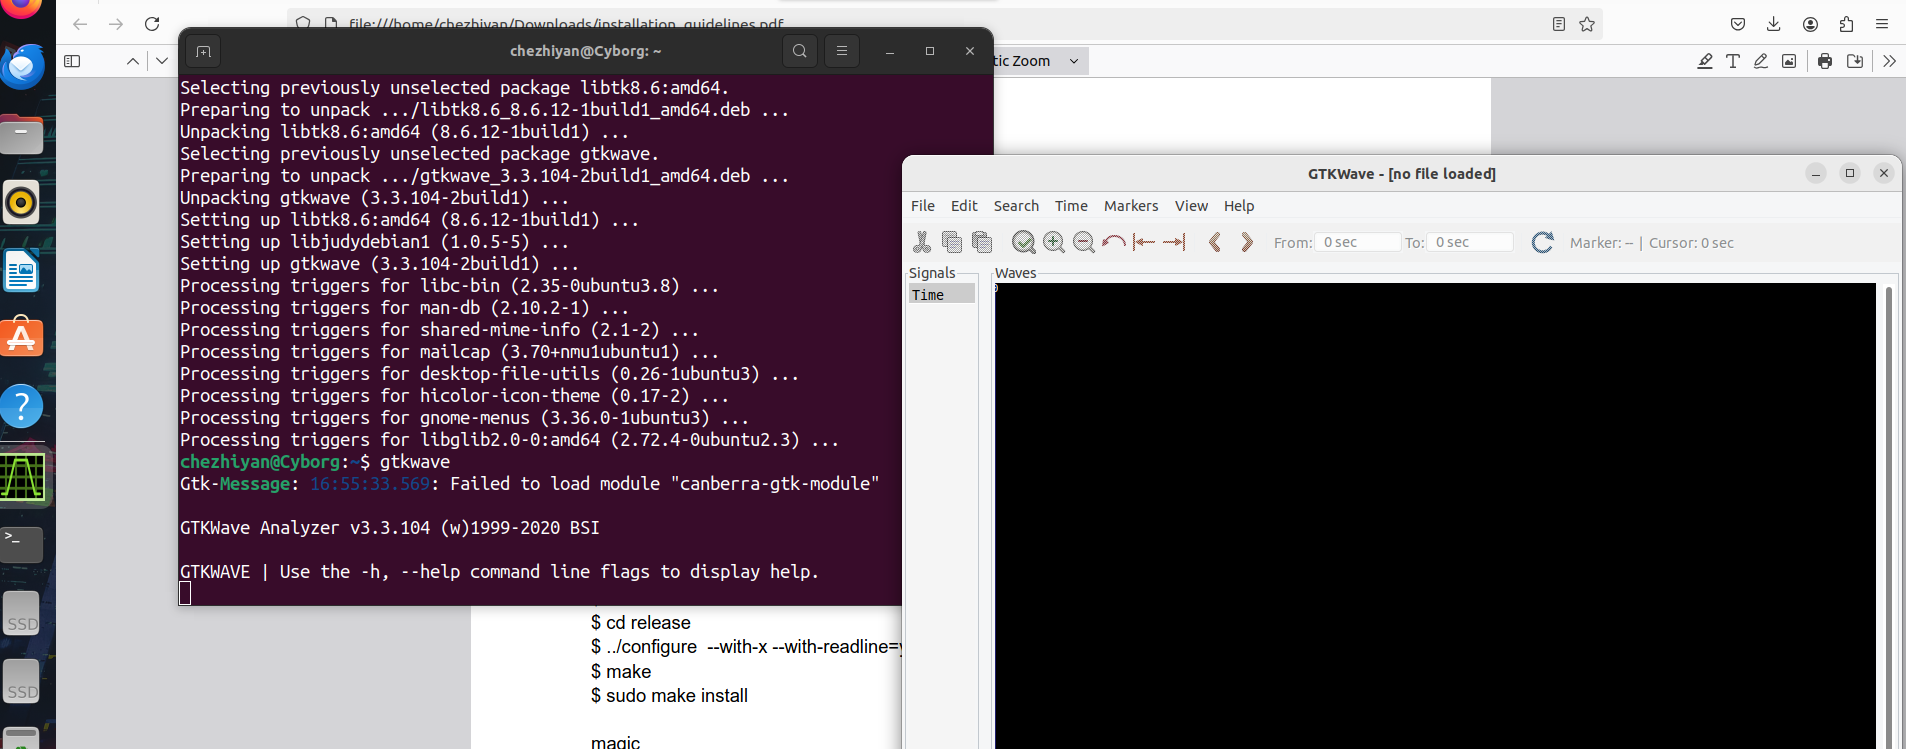 file:///home/chezhiyan/Downloads/installation_guidelines.pdf
chezhiyan@Cyborg: ~
tic Zoom
Selecting previously unselected package libtk8.6:amd64.
Preparing to unpack .../libtk8.6_8.6.12-1build1_amd64.deb ...
Unpacking libtk8.6:amd64 (8.6.12-1build1) ...
Selecting previously unselected package gtkwave.
Preparing to unpack .../gtkwave_3.3.104-2build1_amd64.deb ...
Unpacking gtkwave (3.3.104-2build1) ...
Setting up libtk8.6:amd64 (8.6.12-1build1) ...
Setting up libjudydebian1 (1.0.5-5) ...
Setting up gtkwave (3.3.104-2build1) ...
Processing triggers for libc-bin (2.35-0ubuntu3.8) ...
Processing triggers for man-db (2.10.2-1) ...
Processing triggers for shared-mime-info (2.1-2) ...
Processing triggers for mailcap (3.70+nmu1ubuntu1) ...
Processing triggers for desktop-file-utils (0.26-1ubuntu3) ...
Processing triggers for hicolor-icon-theme (0.17-2) ...
Processing triggers for gnome-menus (3.36.0-1ubuntu3) ...
Processing triggers for libglib2.0-0:amd64 (2.72.4-0ubuntu2.3) ...
chezhiyan@Cyborg:~$ gtkwave
Gtk-Message: 16:55:33.569: Failed to load module "canberra-gtk-module"
GTKWave Analyzer v3.3.104 (w)1999-2020 BSI
GTKWAVE | Use the -h, --help command line flags to display help.
GTKWave - [no file loaded]
File Edit Search Time Markers View Help
From: 0 sec To: 0 sec Marker: -- | Cursor: 0 sec
Signals
Time
Waves
0
$ cd release
$ ../configure --with-x --with-readline=y
$ make
$ sudo make install
magic
SSD
SSD